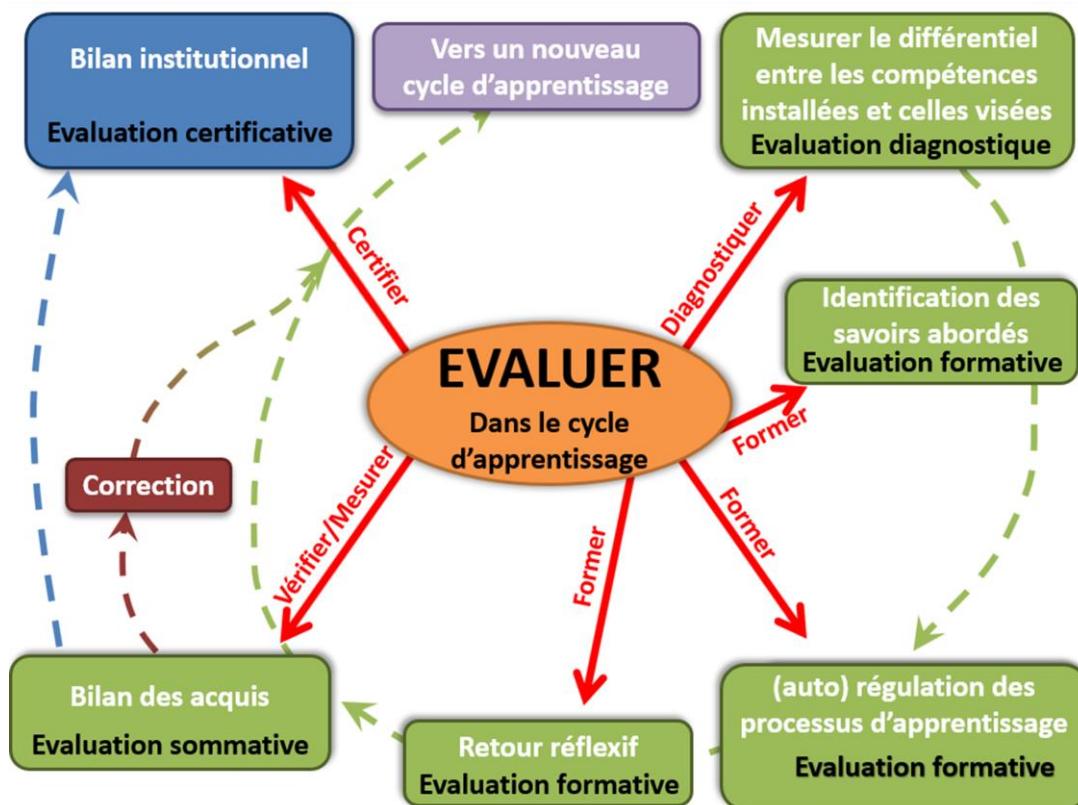 Bilan institutionnel
Evaluation certificative
Vers un nouveau
cycle d'apprentissage
Mesurer le différentiel
entre les compétences
installées et celles visées
Evaluation diagnostique
Certifier
Diagnostiquer
Identification des
savoirs abordés
Evaluation formative
EVALUER
Dans le cycle
d'apprentissage
Former
Correction
Vérifier/Mesurer
Former
Former
Bilan des acquis
Evaluation sommative
Retour réflexif
Evaluation formative
(auto) régulation des
processus d'apprentissage
Evaluation formative